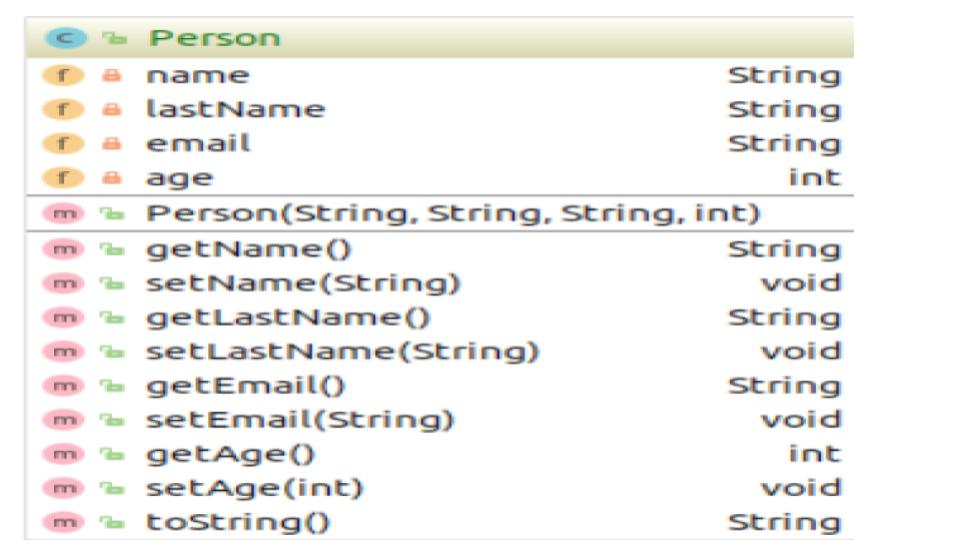 Person
name String
lastName String
email String
age int
Person(String, String, String, int)
getName() String
setName(String) void
getLastName() String
setLastName(String) void
getEmail() String
setEmail(String) void
getAge() int
setAge(int) void
toString() String